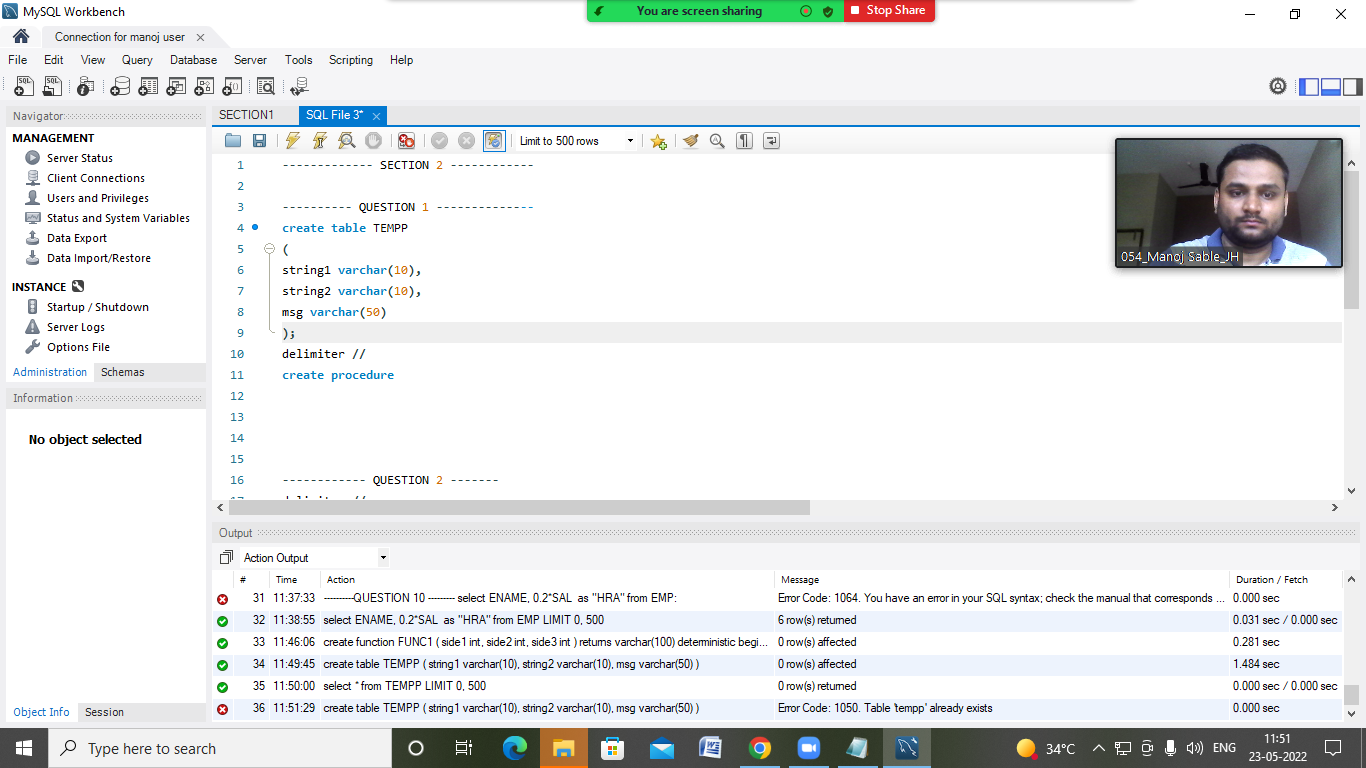 MySQL Workbench
You are screen sharing
Stop Share
Connection for manoj user
File Edit View Query Database Server Tools Scripting Help
Navigator
SECTION1 SQL File 3*
MANAGEMENT
Server Status
Client Connections
Users and Privileges
Status and System Variables
Data Export
Data Import/Restore
INSTANCE
Startup / Shutdown
Server Logs
Options File
Administration Schemas
Information
No object selected
Object Info Session
Limit to 500 rows
1 ------------- SECTION 2 ------------
2
3 ---------- QUESTION 1 --------------
4 create table TEMPP
5 (
6 string1 varchar(10),
7 string2 varchar(10),
8 msg varchar(50)
9 );
10 delimiter //
11 create procedure
12
13
14
15
16 ------------ QUESTION 2 -------
17 delimiter //
054_Manoj Sable_JH
Output
Action Output
# Time Action Message Duration / Fetch
31 11:37:33 ----------QUESTION 10 --------- select ENAME, 0.2*SAL as "HRA" from EMP: Error Code: 1064. You have an error in your SQL syntax; check the manual that corresponds ... 0.000 sec
32 11:38:55 select ENAME, 0.2*SAL as "HRA" from EMP LIMIT 0, 500 6 row(s) returned 0.031 sec / 0.000 sec
33 11:46:06 create function FUNC1 ( side1 int, side2 int, side3 int ) returns varchar(100) deterministic begi... 0 row(s) affected 0.281 sec
34 11:49:45 create table TEMPP ( string1 varchar(10), string2 varchar(10), msg varchar(50) ) 0 row(s) affected 1.484 sec
35 11:50:00 select * from TEMPP LIMIT 0, 500 0 row(s) returned 0.000 sec / 0.000 sec
36 11:51:29 create table TEMPP ( string1 varchar(10), string2 varchar(10), msg varchar(50) ) Error Code: 1050. Table 'tempp' already exists 0.000 sec
Type here to search
34°C
ENG
11:51
23-05-2022